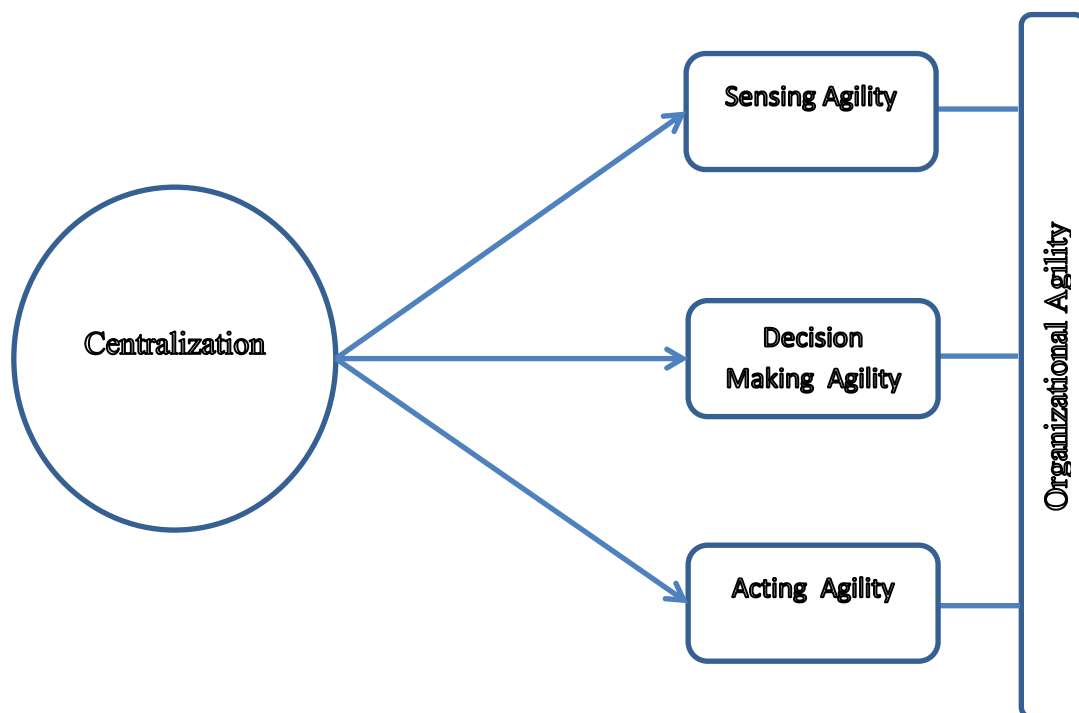 Sensing Agility
Centralization
Decision
Making Agility
Acting Agility
Organizational Agility